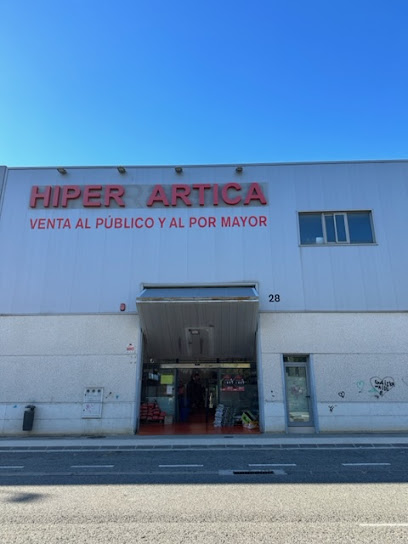 HIPER ARTICA
VENTA AL PÚBLICO Y AL POR MAYOR
28